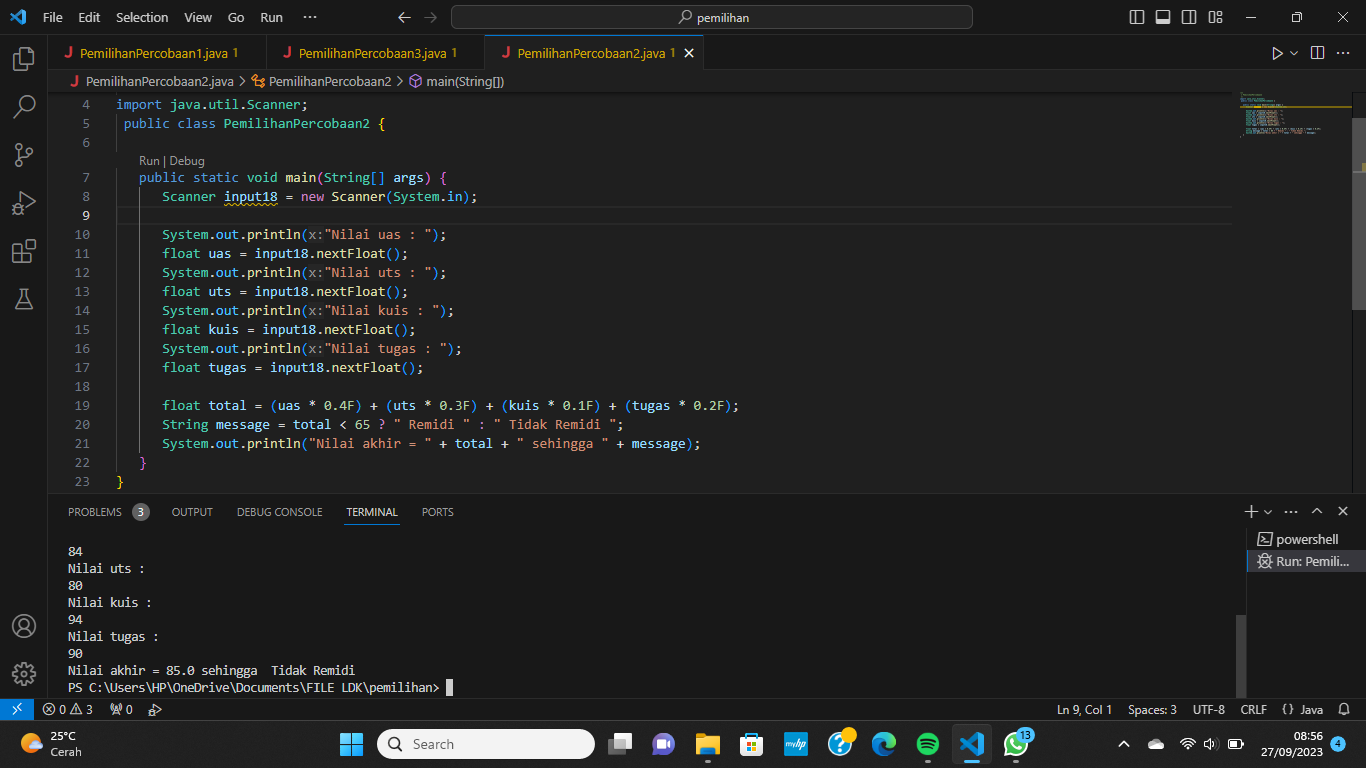 File Edit Selection View Go Run ··· pemilihan
PemilihanPercobaan1.java 1 PemilihanPercobaan3.java 1 PemilihanPercobaan2.java 1
PemilihanPercobaan2.java > PemilihanPercobaan2 > main(String[])
4 import java.util.Scanner;
5 public class PemilihanPercobaan2 {
6
Run | Debug
7 public static void main(String[] args) {
8 Scanner input18 = new Scanner(System.in);
9
10 System.out.println(x:"Nilai uas : ");
11 float uas = input18.nextFloat();
12 System.out.println(x:"Nilai uts : ");
13 float uts = input18.nextFloat();
14 System.out.println(x:"Nilai kuis : ");
15 float kuis = input18.nextFloat();
16 System.out.println(x:"Nilai tugas : ");
17 float tugas = input18.nextFloat();
18
19 float total = (uas * 0.4F) + (uts * 0.3F) + (kuis * 0.1F) + (tugas * 0.2F);
20 String message = total < 65 ? " Remidi " : " Tidak Remidi ";
21 System.out.println("Nilai akhir = " + total + " sehingga " + message);
22 }
23 }
PROBLEMS 3 OUTPUT DEBUG CONSOLE TERMINAL PORTS
powershell
Run: Pemili...
84
Nilai uts :
80
Nilai kuis :
94
Nilai tugas :
90
Nilai akhir = 85.0 sehingga  Tidak Remidi
PS C:\Users\HP\OneDrive\Documents\FILE LDK\pemilihan>
0 3 0 Ln 9, Col 1 Spaces: 3 UTF-8 CRLF {} Java
25°C
Cerah
Search
myhp
13
08:56
27/09/2023
4